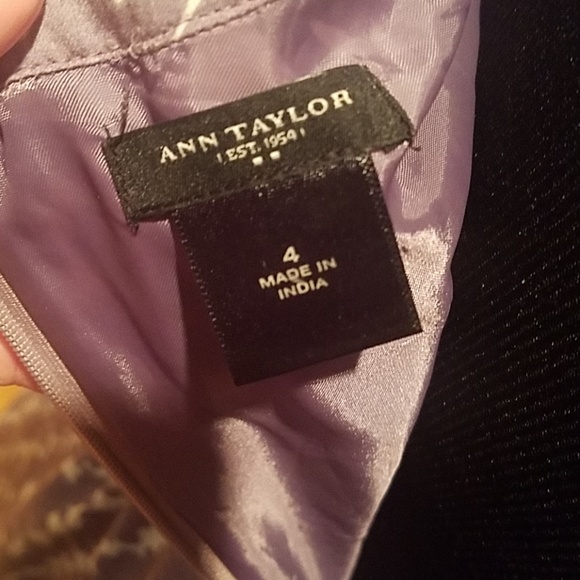 ANN TAYLOR
EST. 1954
4
MADE IN
INDIA